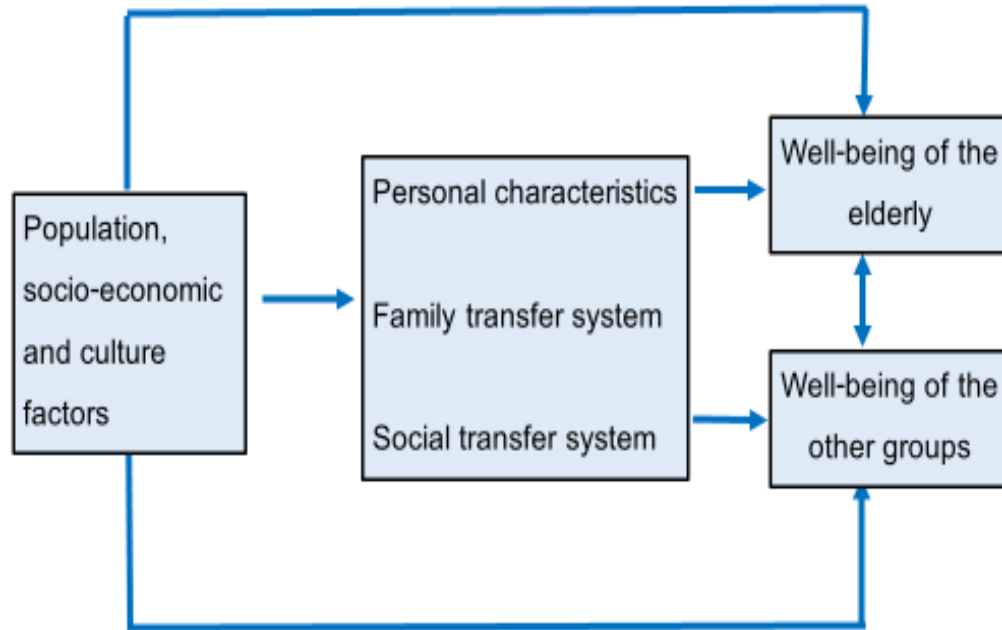 Population,
socio-economic
and culture
factors
Personal characteristics
Family transfer system
Social transfer system
Well-being of the
elderly
Well-being of the
other groups